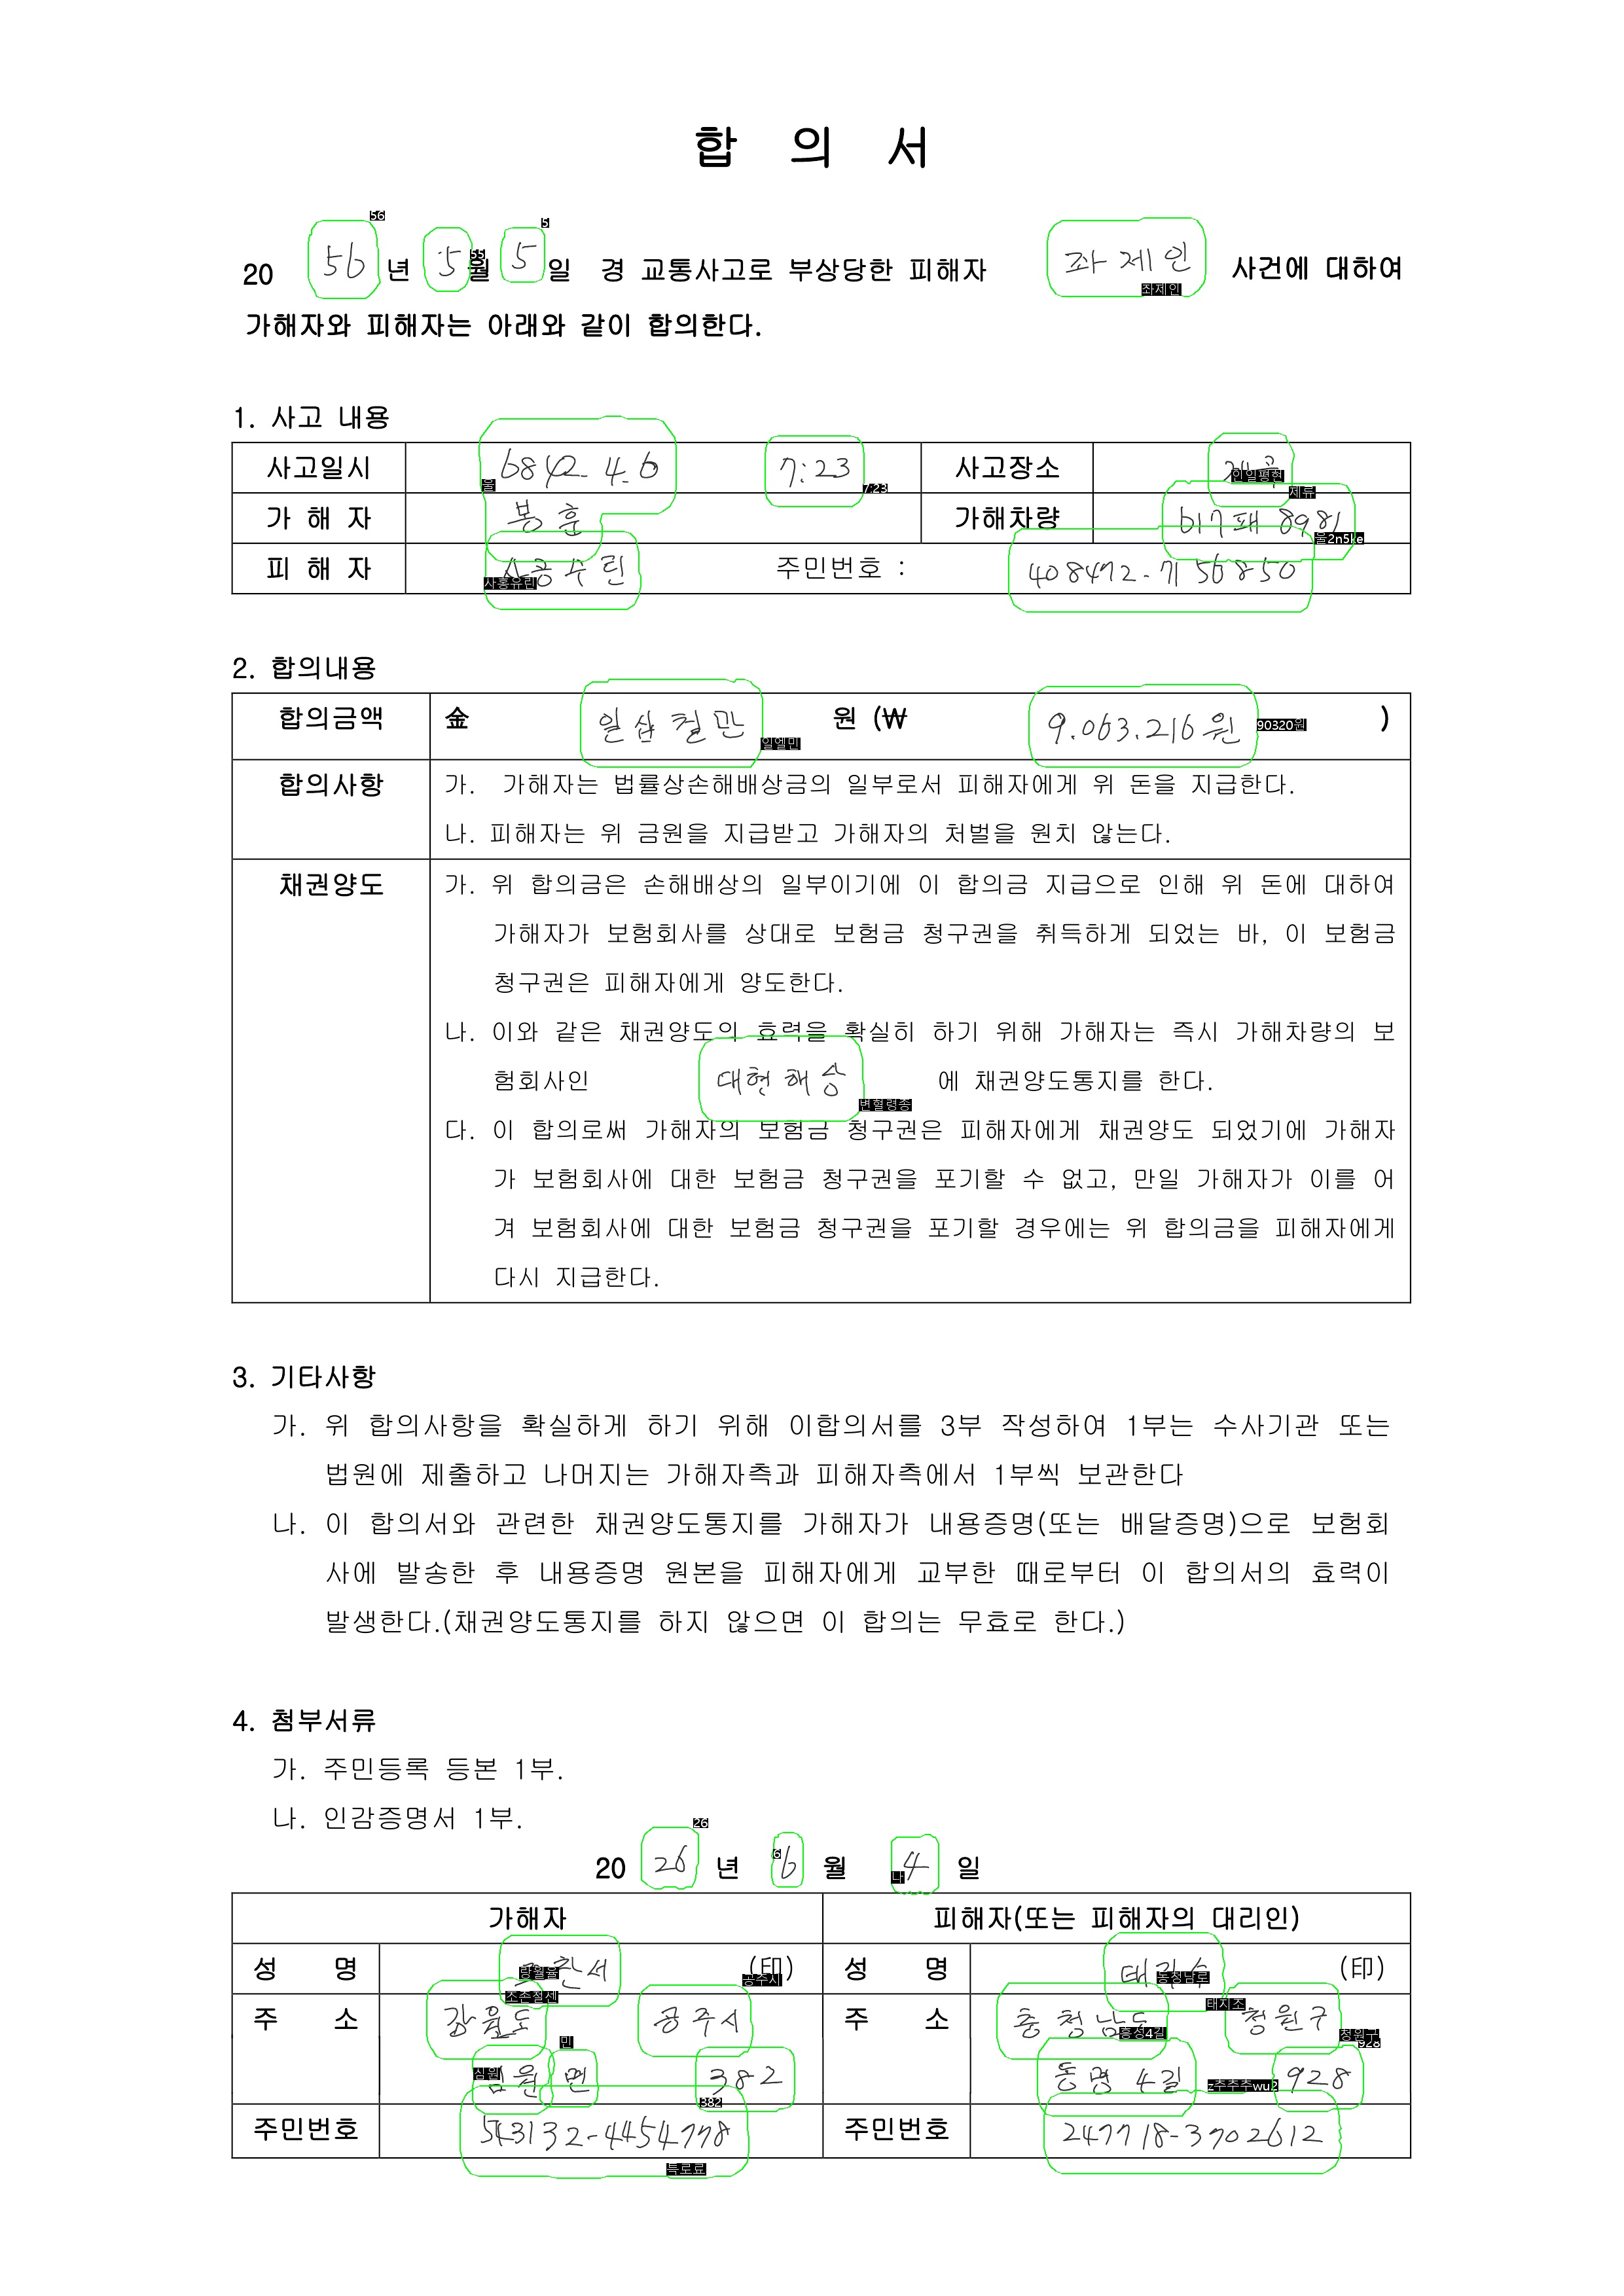 합 의 서
20 56 년 5 월 5 일 경 교통사고로 부상당한 피해자 좌제인 사건에 대하여
가해자와 피해자는 아래와 같이 합의한다.
1. 사고 내용
사고일시 6842-4.6 7:23 사고장소
가 해 자 봉훈 가해차량 617퇘 8981
피 해 자 사공수린 주민번호 : 408472-7156850
2. 합의내용
합의금액 金 일십칠만 원 (₩ 9.063.216원 )
합의사항 가. 가해자는 법률상손해배상금의 일부로서 피해자에게 위 돈을 지급한다.
나. 피해자는 위 금원을 지급받고 가해자의 처벌을 원치 않는다.
채권양도 가. 위 합의금은 손해배상의 일부이기에 이 합의금 지급으로 인해 위 돈에 대하여
가해자가 보험회사를 상대로 보험금 청구권을 취득하게 되었는 바, 이 보험금
청구권은 피해자에게 양도한다.
나. 이와 같은 채권양도의 효력을 확실히 하기 위해 가해자는 즉시 가해차량의 보
험회사인 대현해상 에 채권양도통지를 한다.
다. 이 합의로써 가해자의 보험금 청구권은 피해자에게 채권양도 되었기에 가해자
가 보험회사에 대한 보험금 청구권을 포기할 수 없고, 만일 가해자가 이를 어
겨 보험회사에 대한 보험금 청구권을 포기할 경우에는 위 합의금을 피해자에게
다시 지급한다.
3. 기타사항
가. 위 합의사항을 확실하게 하기 위해 이합의서를 3부 작성하여 1부는 수사기관 또는
법원에 제출하고 나머지는 가해자측과 피해자측에서 1부씩 보관한다
나. 이 합의서와 관련한 채권양도통지를 가해자가 내용증명(또는 배달증명)으로 보험회
사에 발송한 후 내용증명 원본을 피해자에게 교부한 때로부터 이 합의서의 효력이
발생한다.(채권양도통지를 하지 않으면 이 합의는 무효로 한다.)
4. 첨부서류
가. 주민등록 등본 1부.
나. 인감증명서 1부.
20 26 년 6 월 4 일
가해자 피해자(또는 피해자의 대리인)
성 명 (印) 성 명 (印)
주 소 강원도 공주시 주 소 충청남도 청원구
면 382 동명4길 928
주민번호 543132-4454778 주민번호 247718-3702612